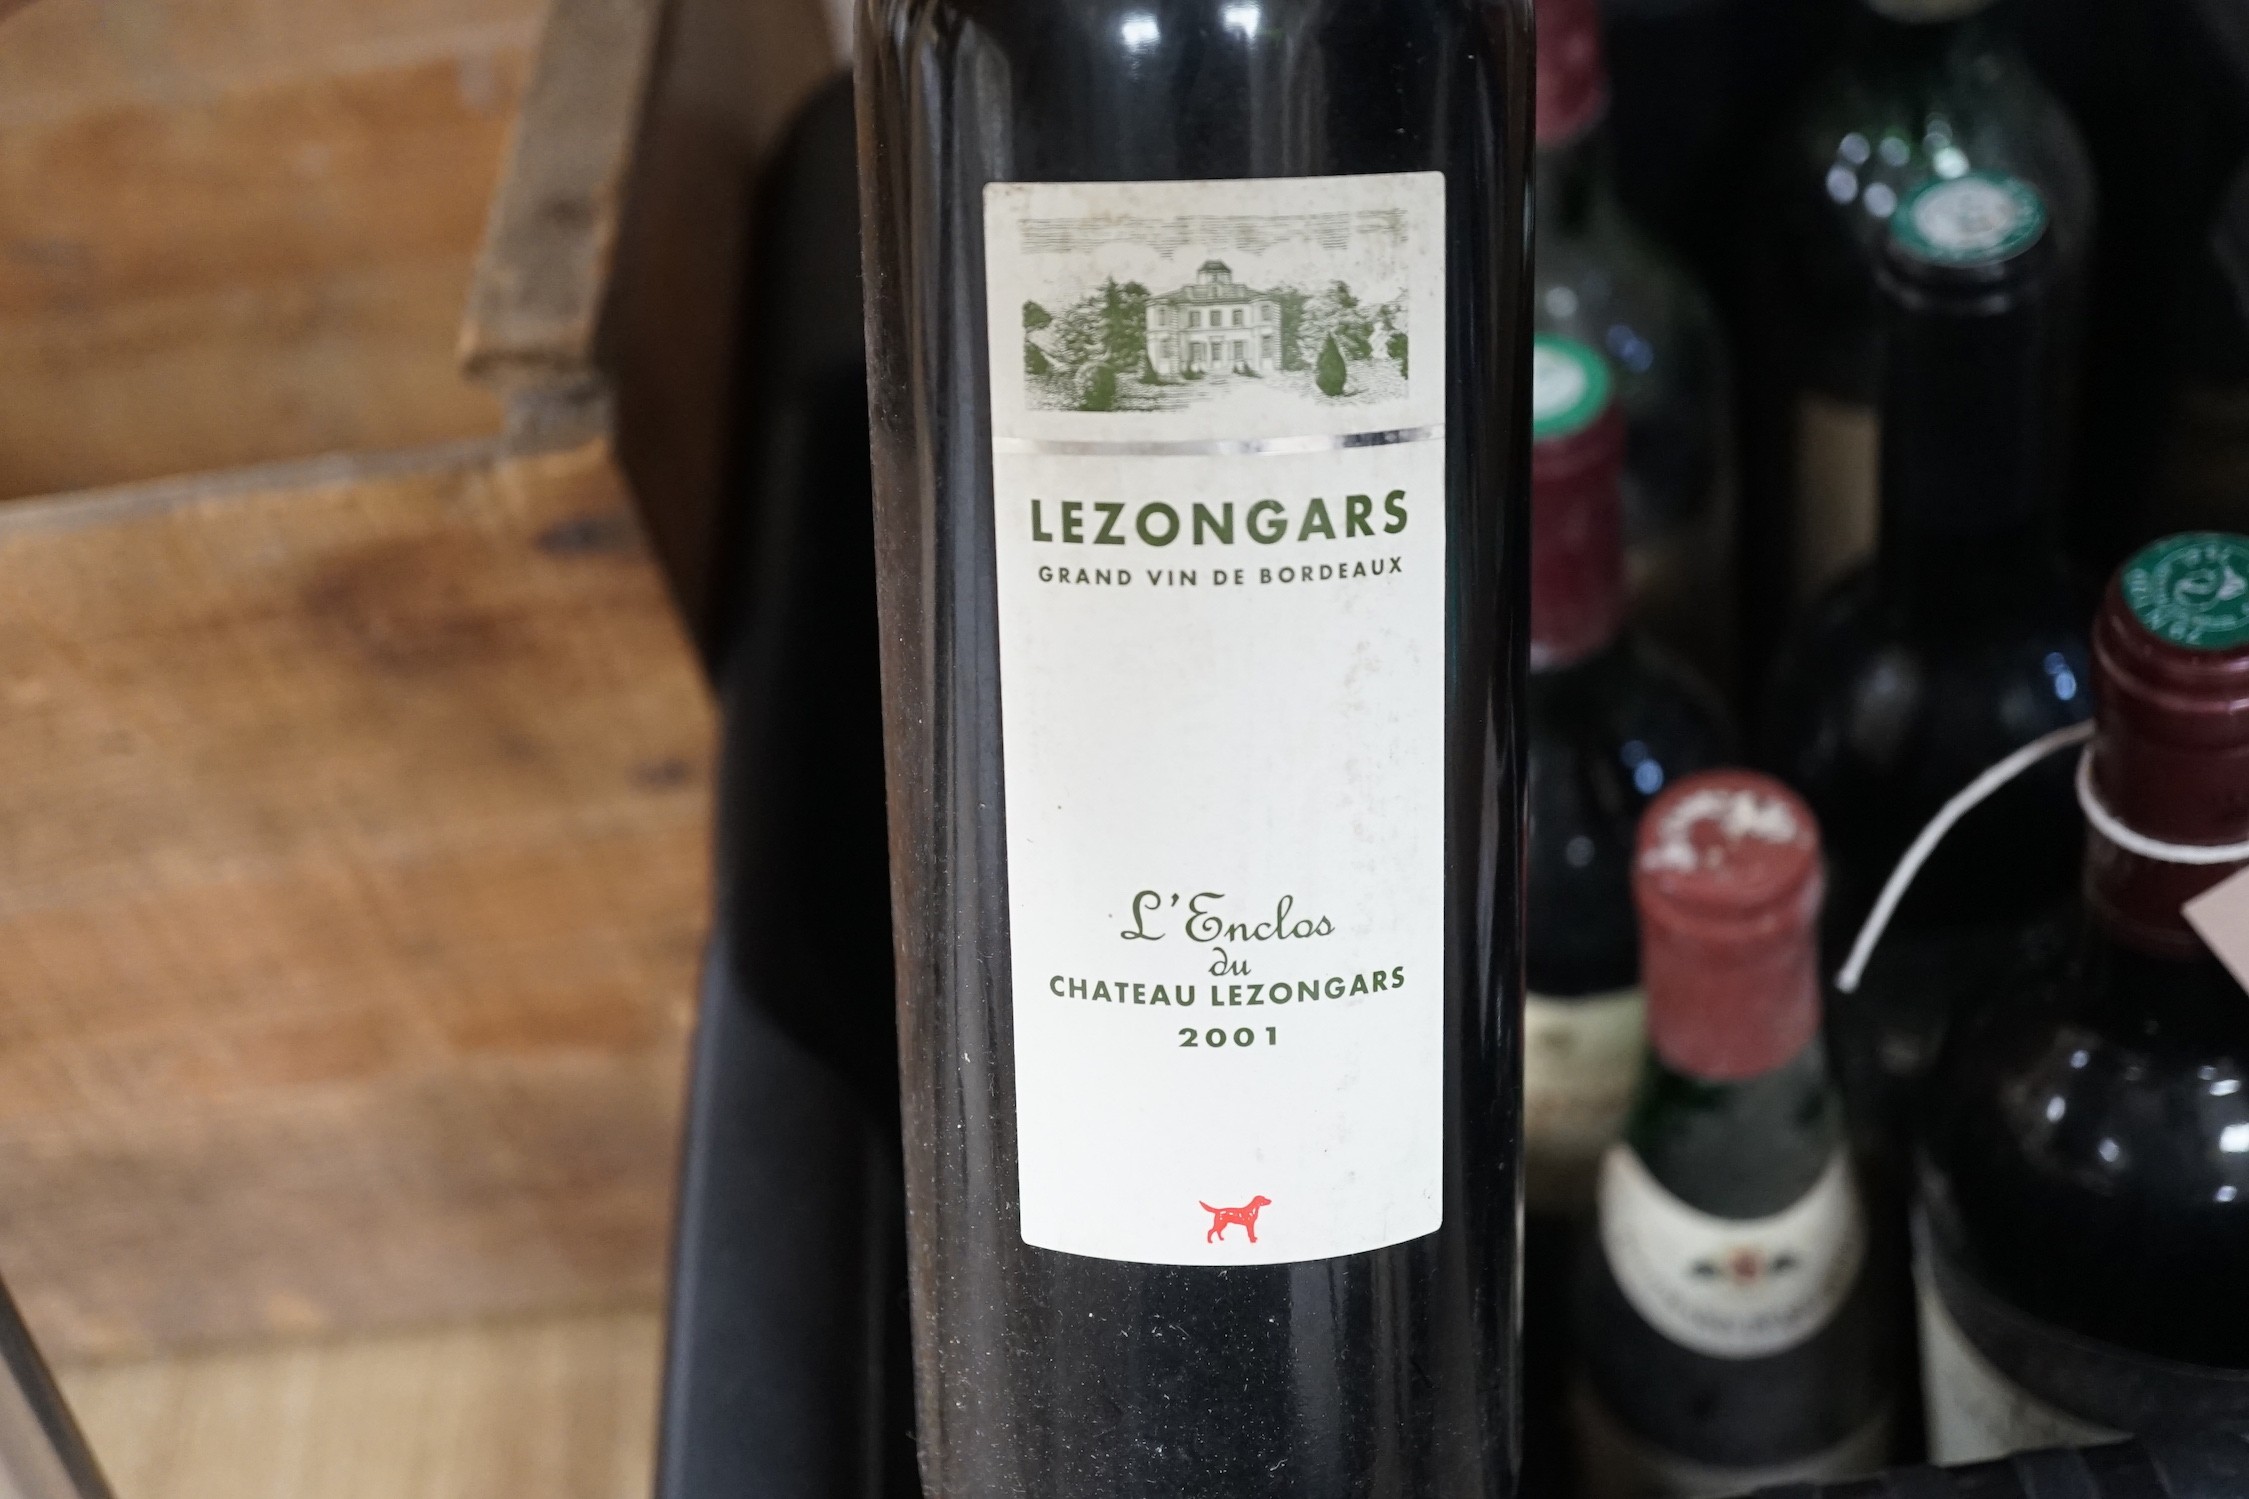 LEZONGARS
GRAND VIN DE BORDEAUX
L'Enclos
du
CHATEAU LEZONGARS
2001